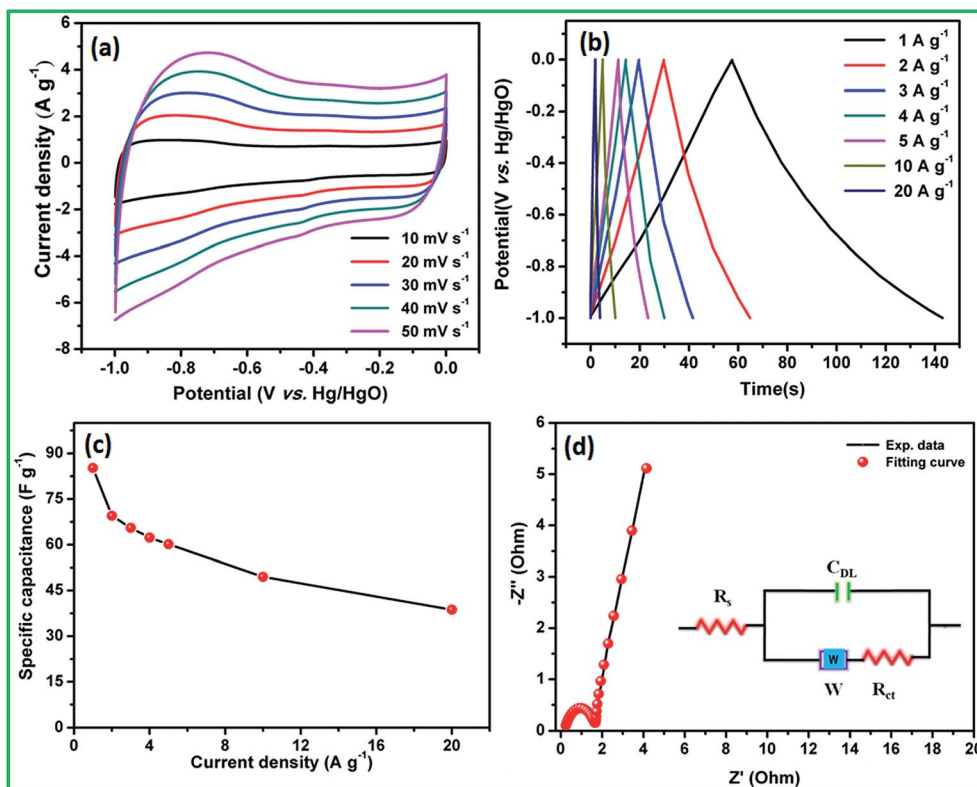 (a)
Current density (A g⁻¹)
6
4
2
0
-2
-4
-6
-8
-1.0 -0.8 -0.6 -0.4 -0.2 0.0
Potential (V vs. Hg/HgO)
10 mV s⁻¹
20 mV s⁻¹
30 mV s⁻¹
40 mV s⁻¹
50 mV s⁻¹
(b)
Potential(V vs. Hg/HgO)
0.0
-0.2
-0.4
-0.6
-0.8
-1.0
0 20 40 60 80 100 120 140
Time(s)
1 A g⁻¹
2 A g⁻¹
3 A g⁻¹
4 A g⁻¹
5 A g⁻¹
10 A g⁻¹
20 A g⁻¹
(c)
Specific capacitance (F g⁻¹)
90
75
60
45
30
15
0
0 4 8 12 16 20
Current density (A g⁻¹)
(d)
-Z'' (Ohm)
-6
5
4
3
2
1
0
0 2 4 6 8 10 12 14 16 18 20
Z' (Ohm)
Exp. data
Fitting curve
C_DL
R_s
W
W
R_ct